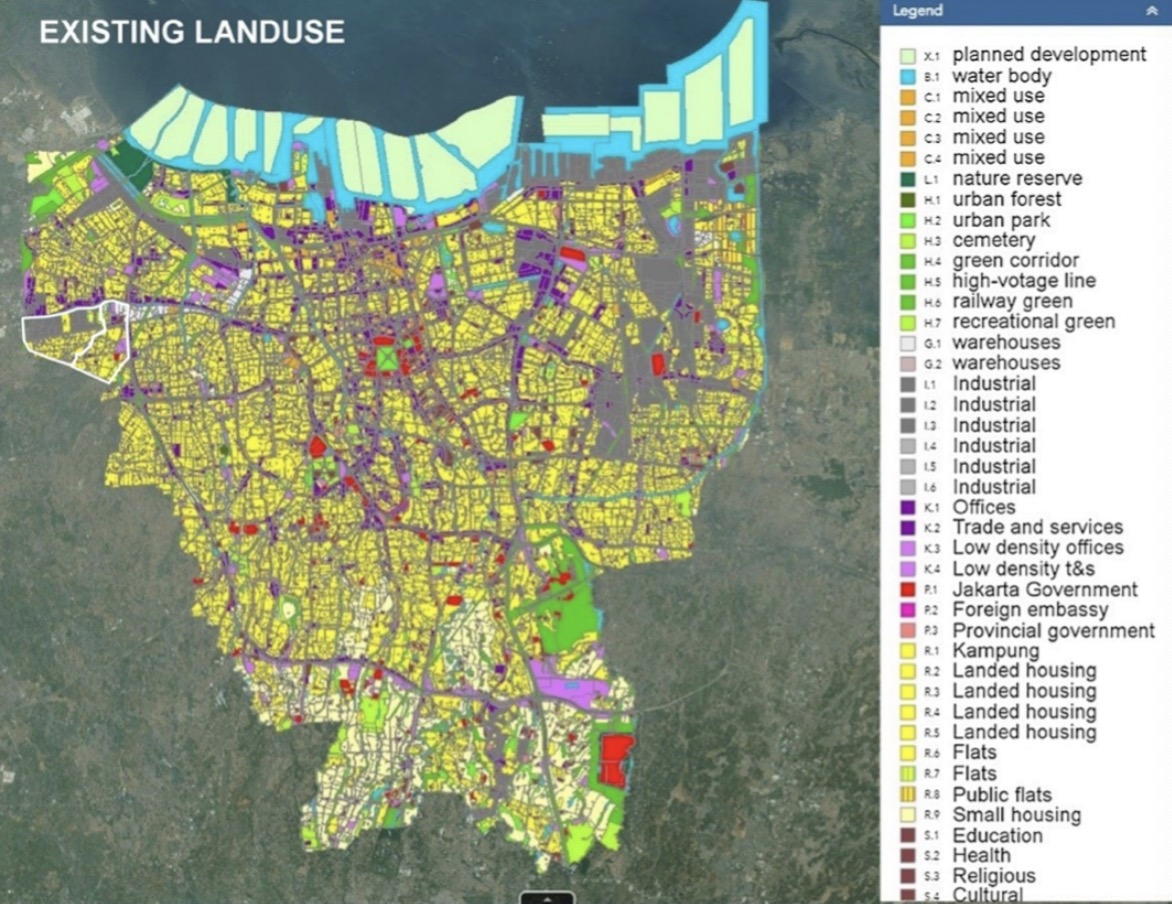 EXISTING LANDUSE
Legend
X.1 planned development
B.1 water body
C.1 mixed use
C.2 mixed use
C.3 mixed use
C.4 mixed use
L.1 nature reserve
H.1 urban forest
H.2 urban park
H.3 cemetery
H.4 green corridor
H.5 high-votage line
H.6 railway green
H.7 recreational green
G.1 warehouses
G.2 warehouses
I.1 Industrial
I.2 Industrial
I.3 Industrial
I.4 Industrial
I.5 Industrial
I.6 Industrial
K.1 Offices
K.2 Trade and services
K.3 Low density offices
K.4 Low density t&s
P.1 Jakarta Government
P.2 Foreign embassy
P.3 Provincial government
R.1 Kampung
R.2 Landed housing
R.3 Landed housing
R.4 Landed housing
R.5 Landed housing
R.6 Flats
R.7 Flats
R.8 Public flats
R.9 Small housing
S.1 Education
S.2 Health
S.3 Religious
S.4 Cultural